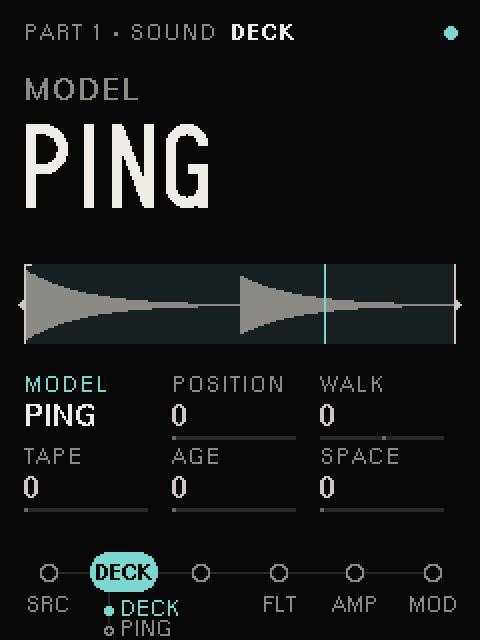 PART 1 · SOUND DECK
MODEL
PING
MODEL POSITION WALK
PING 0 0
TAPE AGE SPACE
0 0 0
DECK
SRC DECK FLT AMP MOD
PING